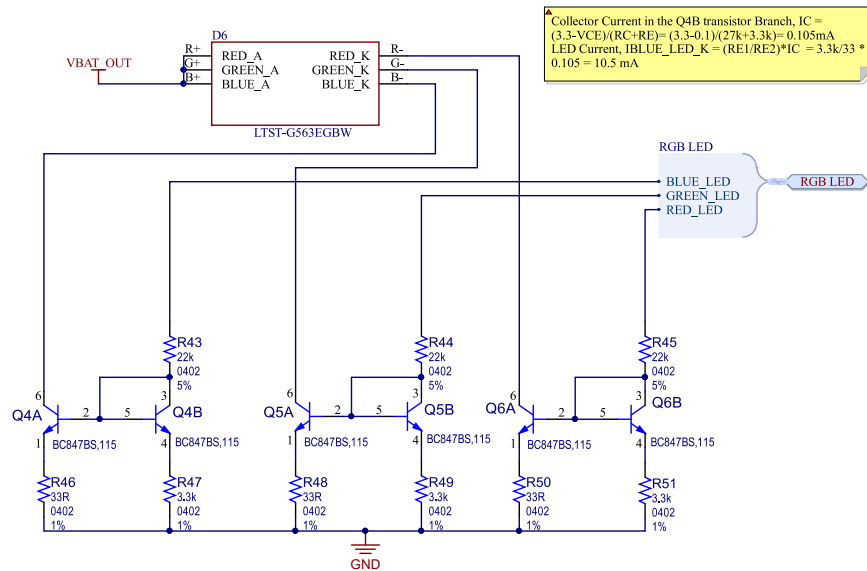 Collector Current in the Q4B transistor Branch, IC =
(3.3-VCE)/(RC+RE)= (3.3-0.1)/(27k+3.3k)= 0.105mA
LED Current, IBLUE_LED_K = (RE1/RE2)*IC = 3.3k/33 *
0.105 = 10.5 mA
D6
R+ RED_A RED_K R-
G+ GREEN_A GREEN_K G-
B+ BLUE_A BLUE_K B-
VBAT_OUT
LTST-G563EGBW
RGB LED
BLUE_LED
GREEN_LED
RED_LED
RGB LED
R43
22k
0402
5%
R44
22k
0402
5%
R45
22k
0402
5%
6
Q4A
2
1
BC847BS,115
3
5
Q4B
4
BC847BS,115
6
Q5A
2
1
BC847BS,115
3
5
Q5B
4
BC847BS,115
6
Q6A
2
1
BC847BS,115
3
5
Q6B
4
BC847BS,115
R46
33R
0402
1%
R47
3.3k
0402
1%
R48
33R
0402
1%
R49
3.3k
0402
1%
R50
33R
0402
1%
R51
3.3k
0402
1%
GND